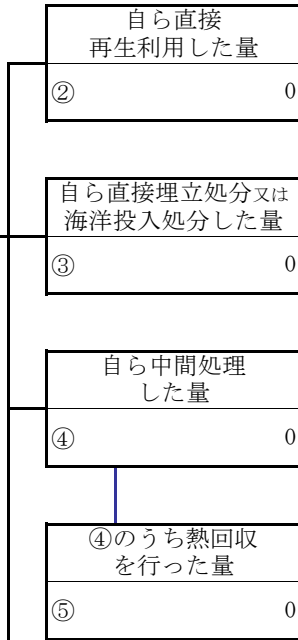 自ら直接
再生利用した量
② 0
自ら直接埋立処分又は
海洋投入処分した量
③ 0
自ら中間処理
した量
④ 0
④のうち熱回収
を行った量
⑤ 0